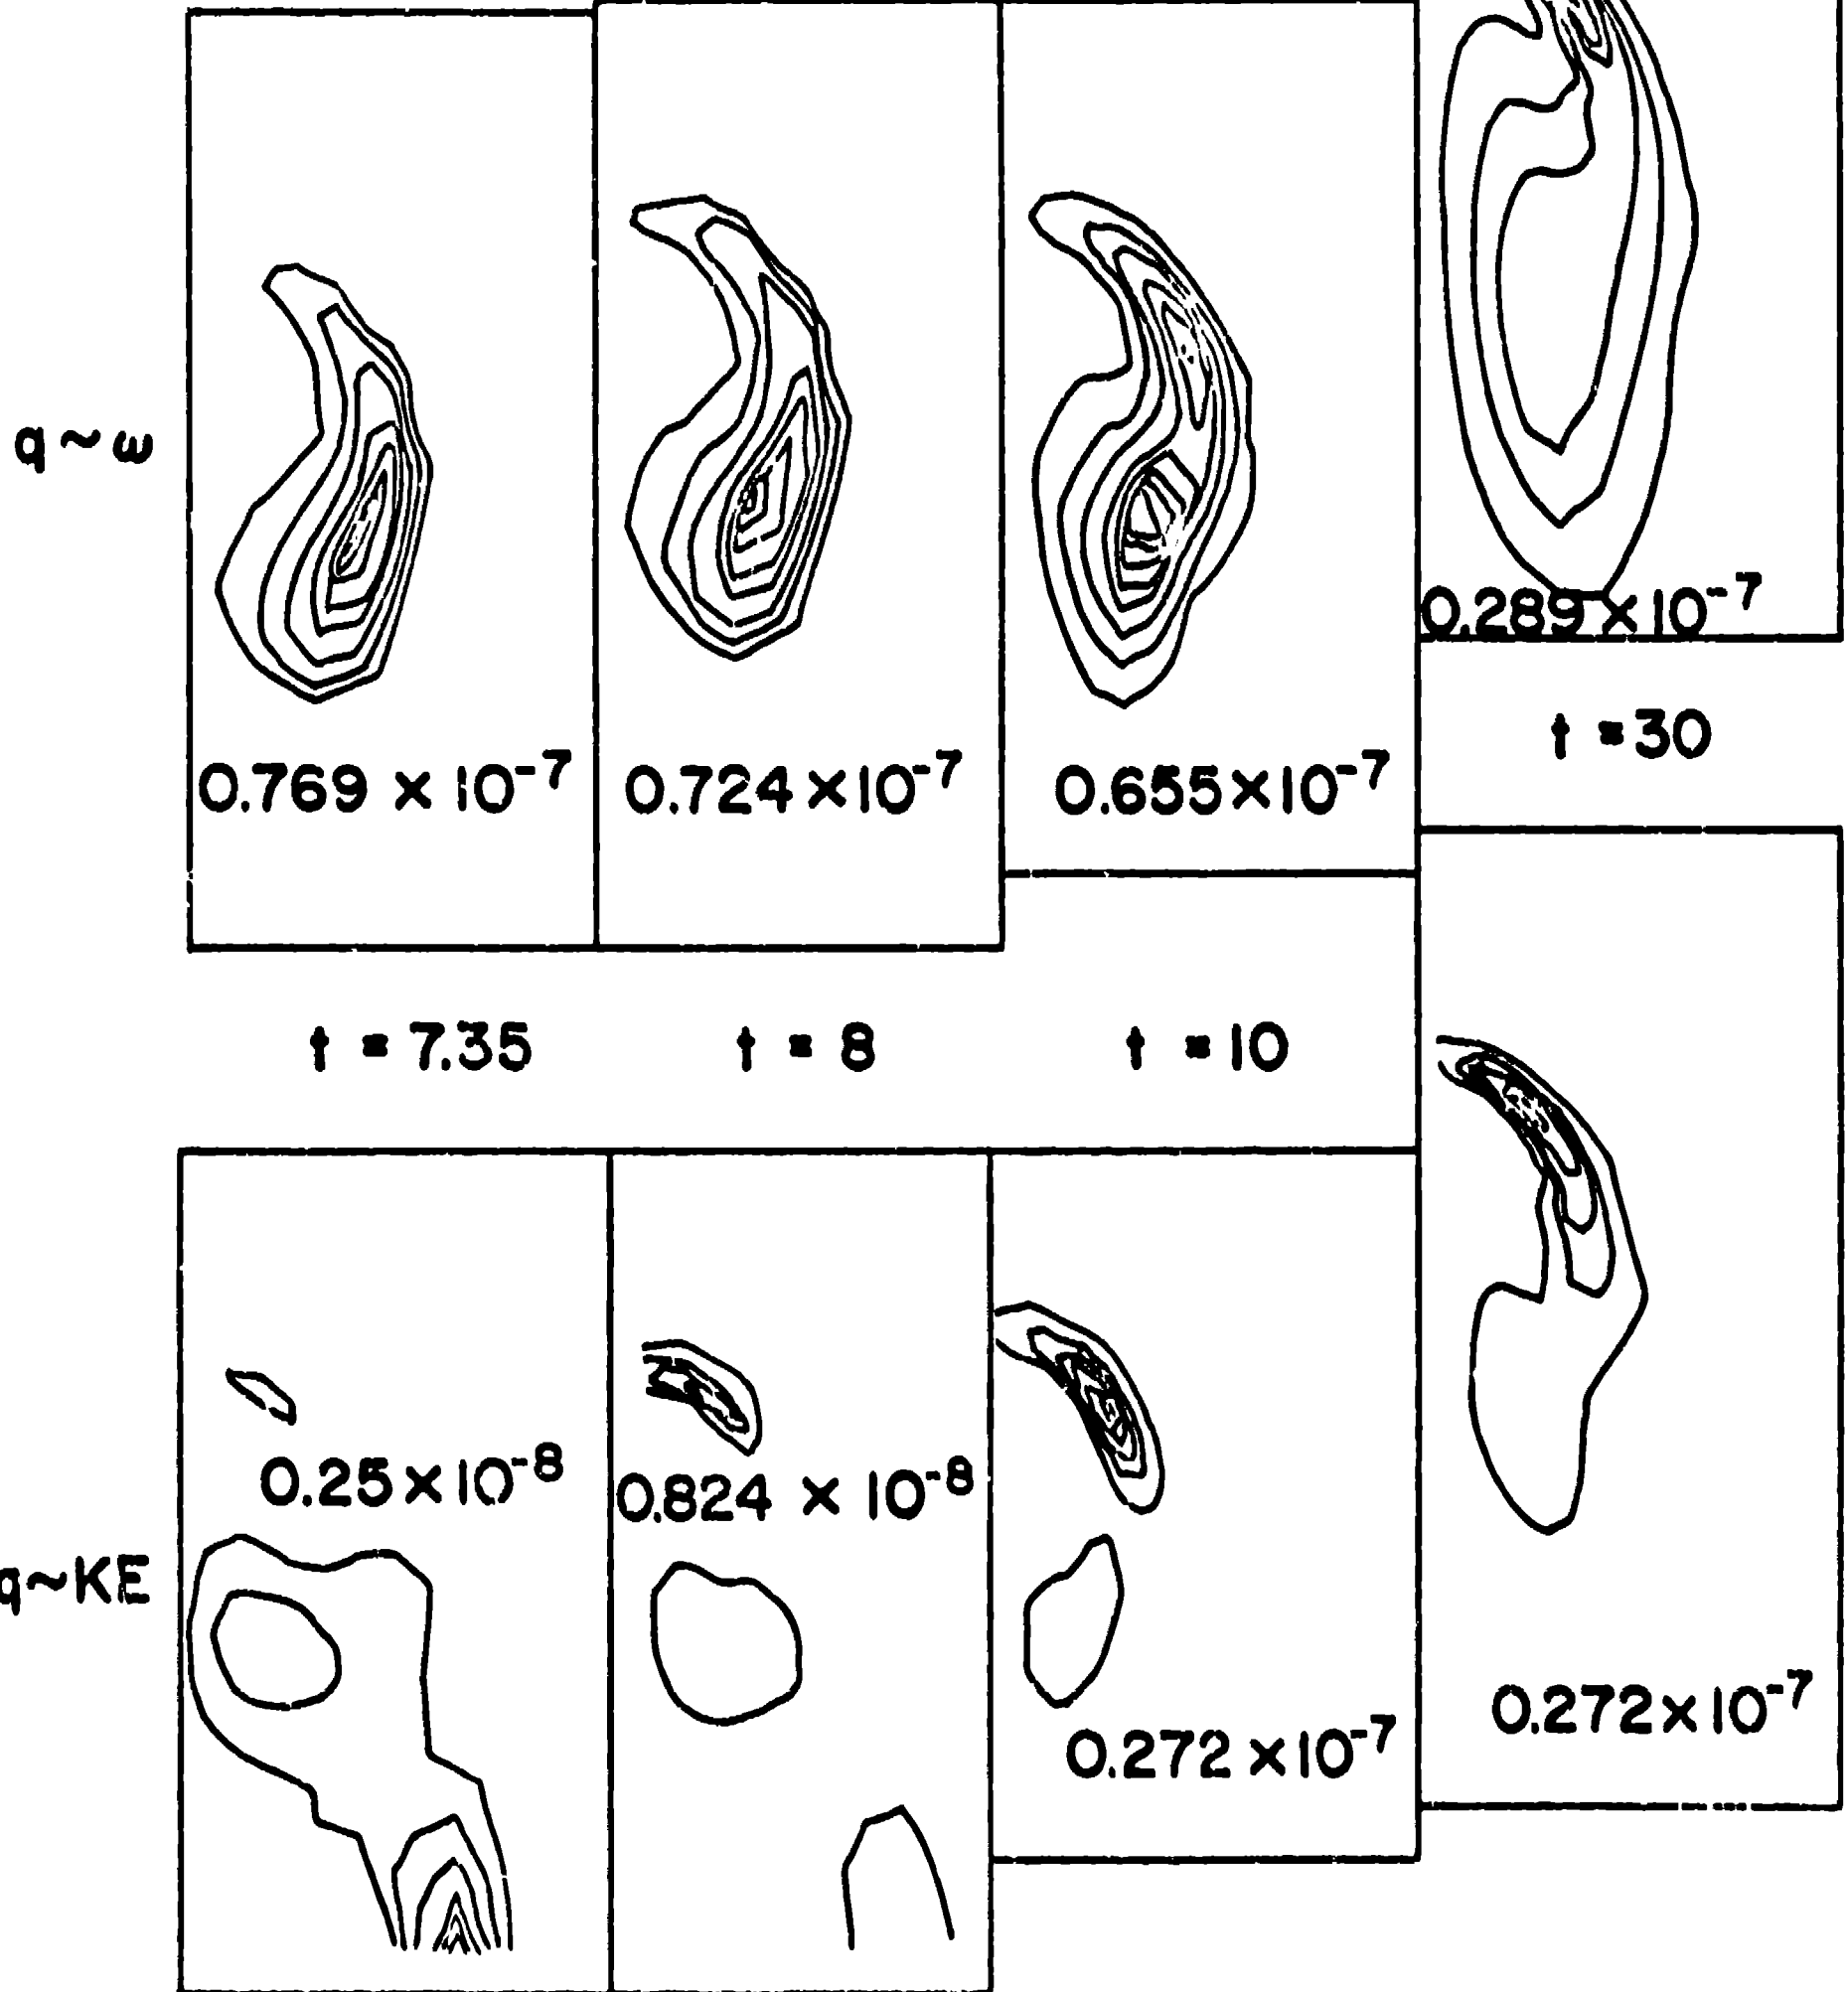 q ~ ω
0.769 × 10⁻⁷
0.724 × 10⁻⁷
0.655 × 10⁻⁷
0.289 × 10⁻⁷
t = 30
t = 7.35
t = 8
t = 10
q ~ KE
0.25 × 10⁻⁸
0.824 × 10⁻⁸
0.272 × 10⁻⁷
0.272 × 10⁻⁷